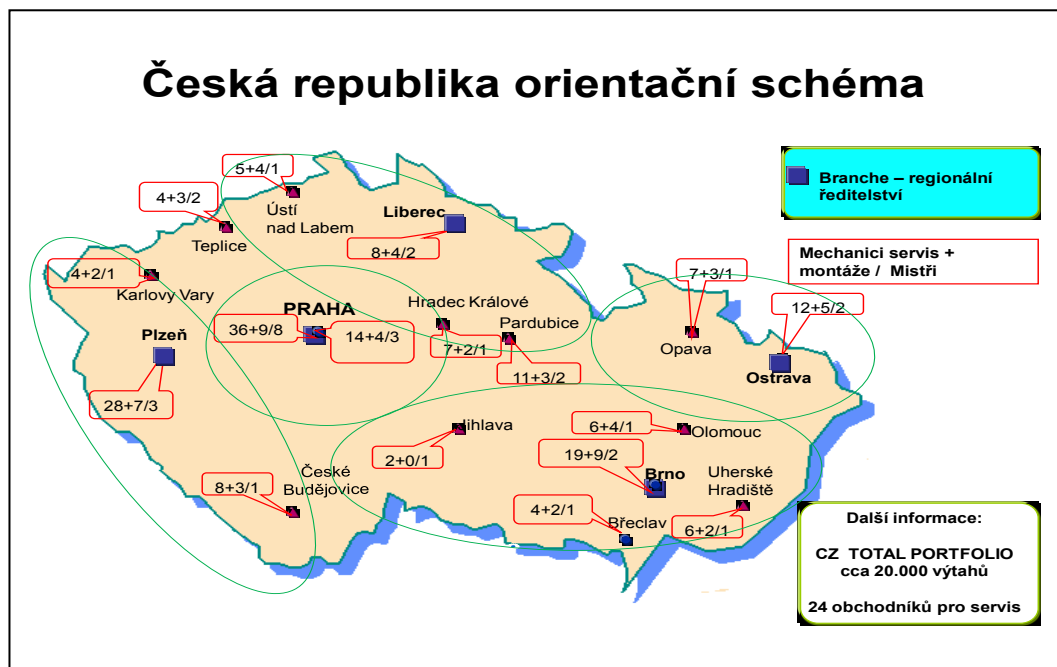 Česká republika orientační schéma
5+4/1
4+3/2
Ústí
nad Labem
Teplice
Liberec
8+4/2
Branche – regionální
ředitelství
Mechanici servis +
montáže / Mistři
4+2/1
Karlovy Vary
PRAHA
36+9/8
14+4/3
Hradec Králové
7+2/1
Pardubice
11+3/2
7+3/1
Opava
12+5/2
Ostrava
Plzeň
28+7/3
Jihlava
2+0/1
6+4/1
Olomouc
19+9/2
Brno
Uherské
Hradiště
6+2/1
České
Budějovice
8+3/1
4+2/1
Břeclav
Další informace:
CZ TOTAL PORTFOLIO
cca 20.000 výtahů
24 obchodníků pro servis